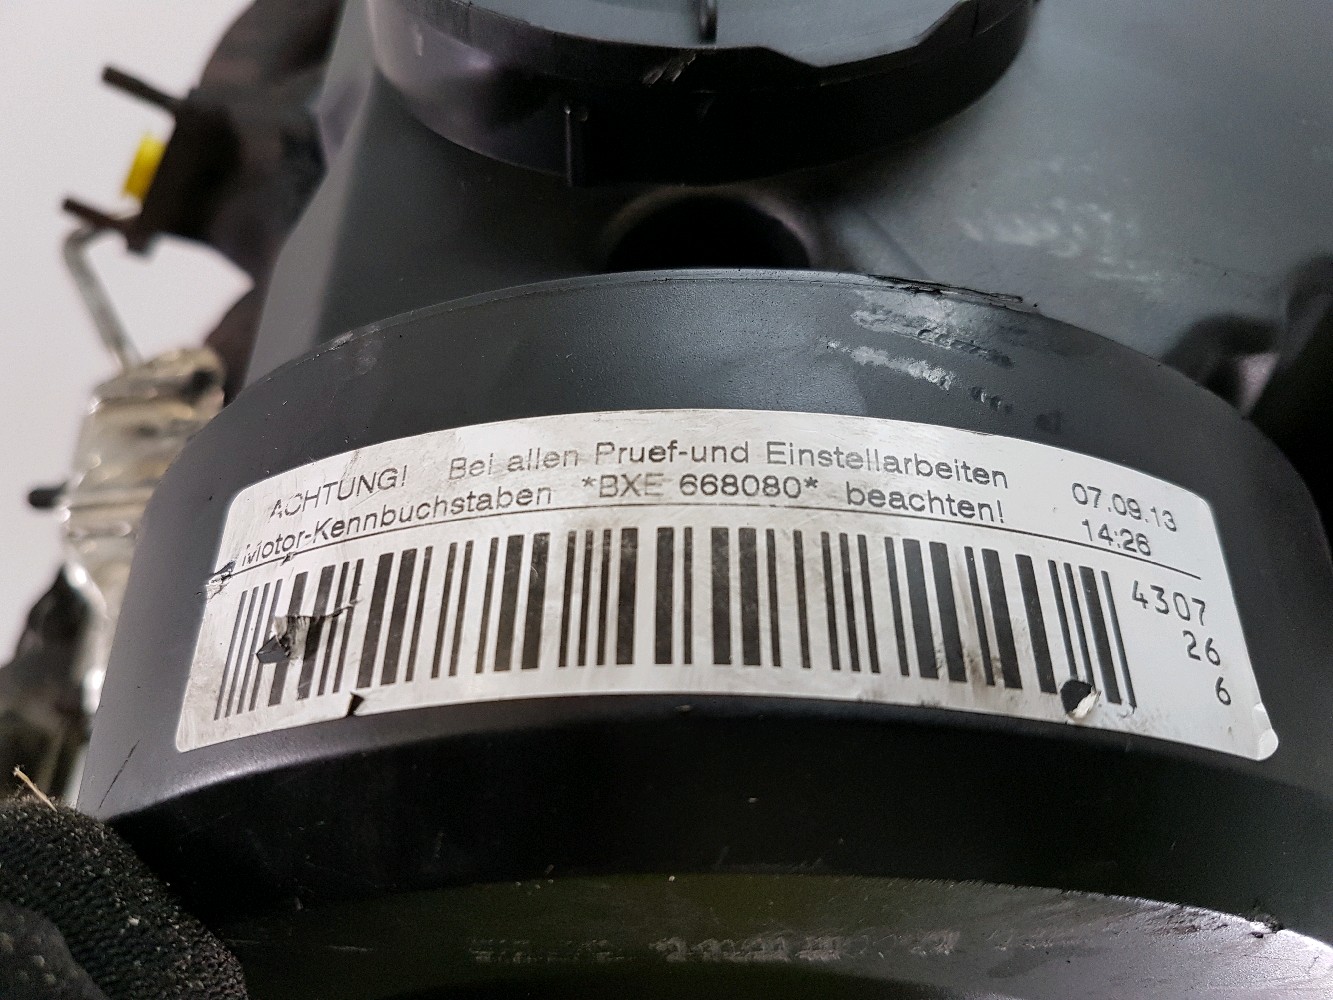 ACHTUNG! Bei allen Pruef-und Einstellarbeiten
Motor-Kennbuchstaben *BXE 668080* beachten!
07.09.13
14:26
4307
26
6